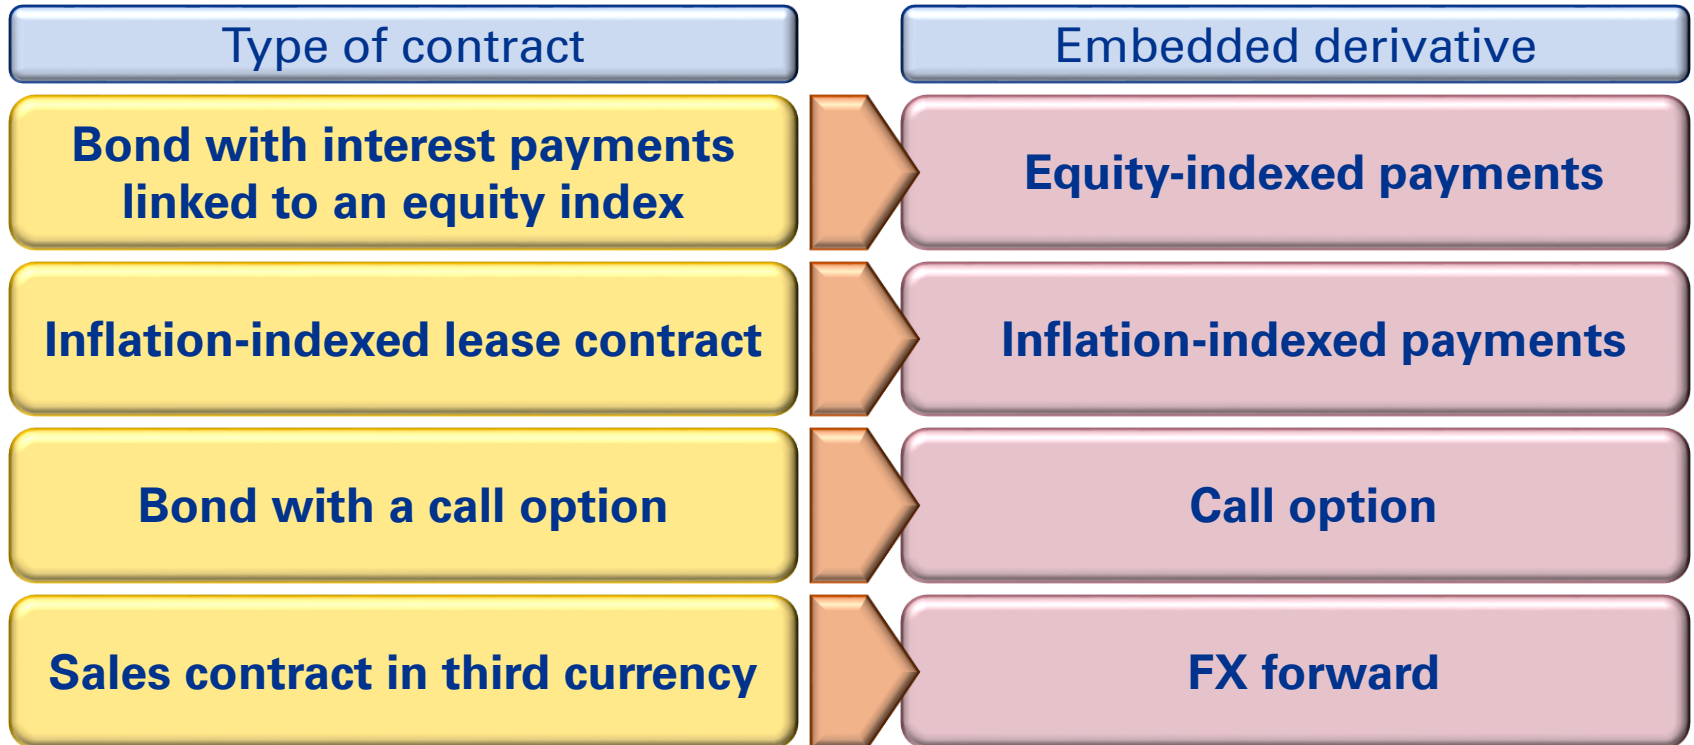 Type of contract
Embedded derivative
Bond with interest payments
linked to an equity index
Equity-indexed payments
Inflation-indexed lease contract
Inflation-indexed payments
Bond with a call option
Call option
Sales contract in third currency
FX forward